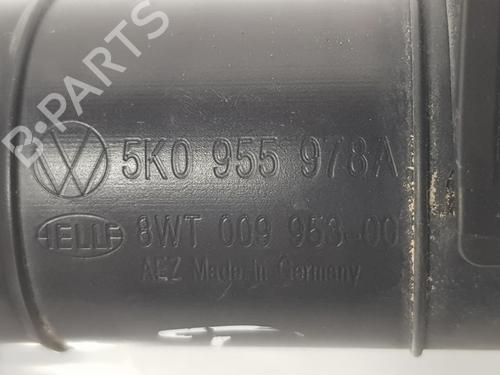 B-PARTS
5K0 955 978A
HELLA 8WT 009 953-00
AEZ Made in Germany